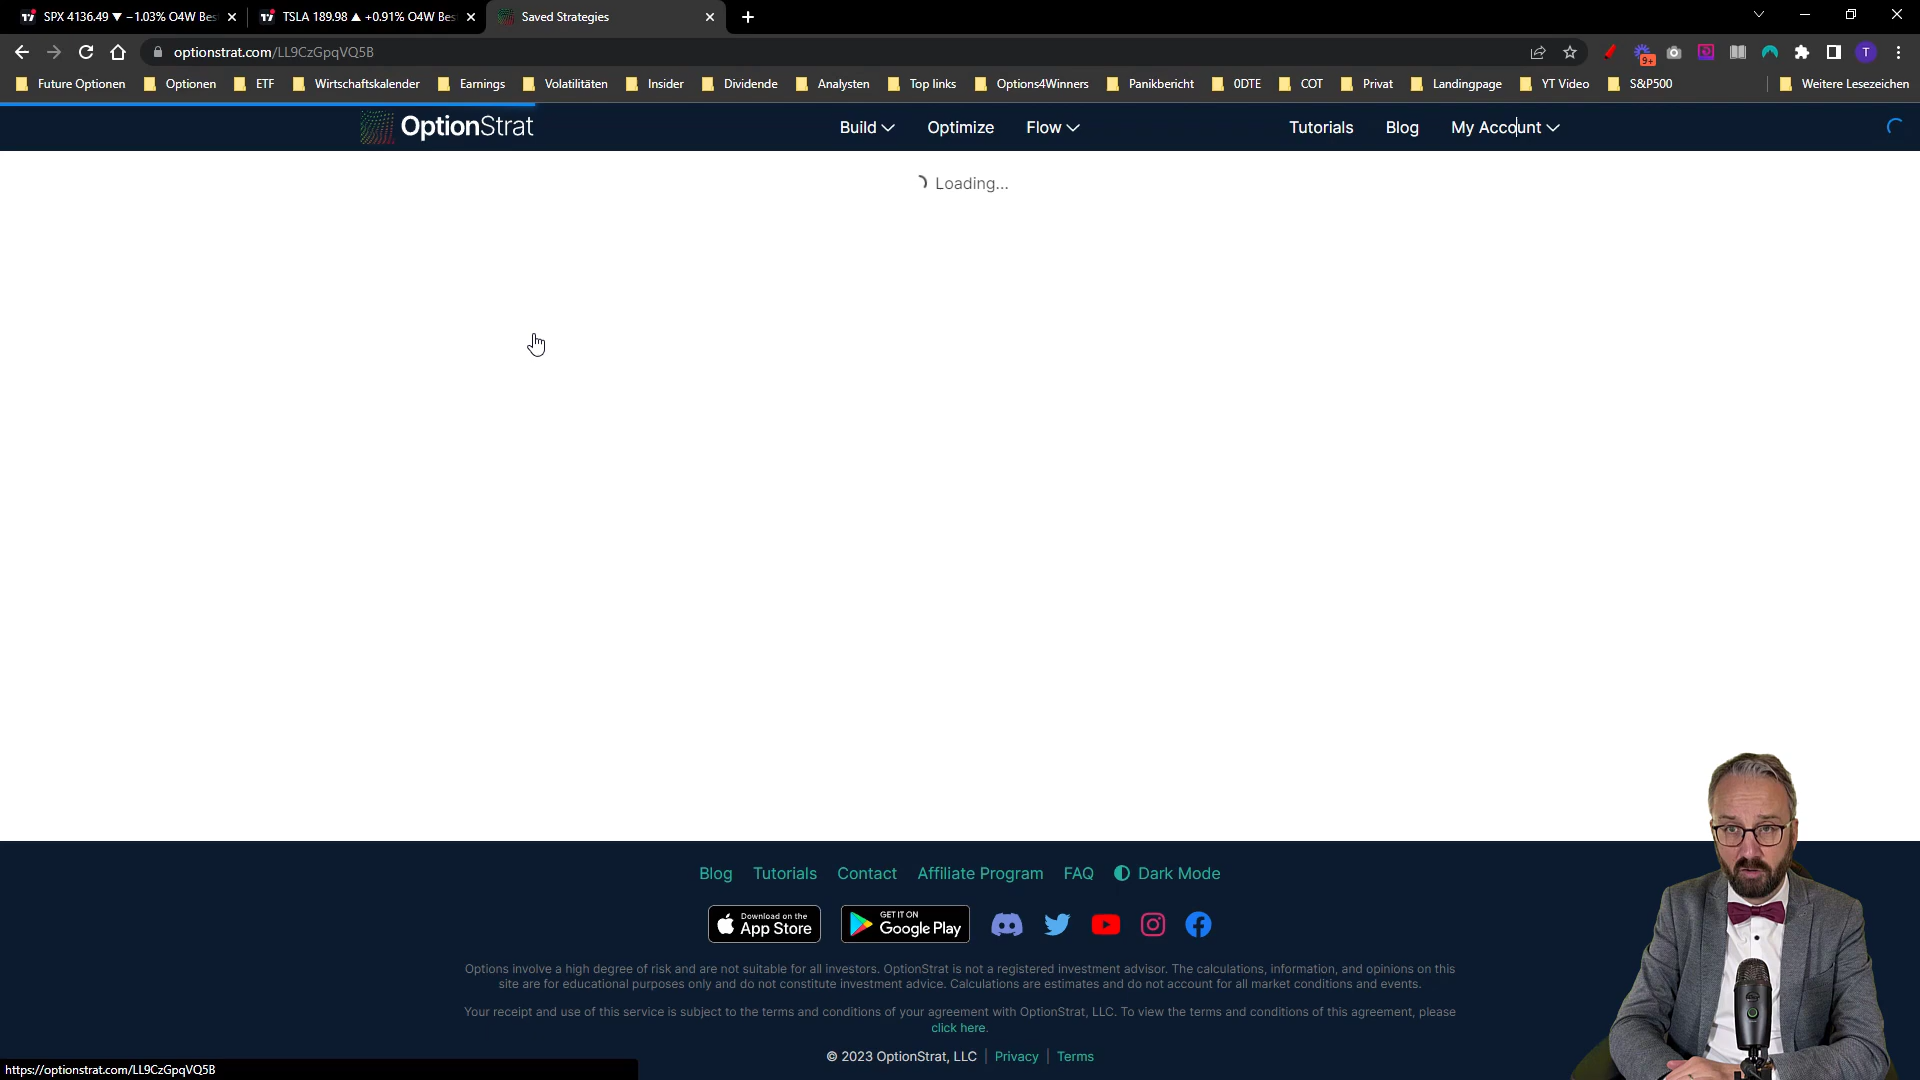 SPX 4136.49 ▼ −1.03% O4W Bes
TSLA 189.98 ▲ +0.91% O4W Bes
Saved Strategies
optionstrat.com/LL9CzGpqVQ5B
9+
T
Future Optionen
Optionen
ETF
Wirtschaftskalender
Earnings
Volatilitäten
Insider
Dividende
Analysten
Top links
Options4Winners
Panikbericht
0DTE
COT
Privat
Landingpage
YT Video
S&P500
Weitere Lesezeichen
OptionStrat
Build
Optimize
Flow
Tutorials
Blog
My Account
Loading...
Blog
Tutorials
Contact
Affiliate Program
FAQ
Dark Mode
Download on the
App Store
GET IT ON
Google Play
Options involve a high degree of risk and are not suitable for all investors. OptionStrat is not a registered investment advisor. The calculations, information, and opinions on this
site are for educational purposes only and do not constitute investment advice. Calculations are estimates and do not account for all market conditions and events.
Your receipt and use of this service is subject to the terms and conditions of your agreement with OptionStrat, LLC. To view the terms and conditions of this agreement, please
click here.
© 2023 OptionStrat, LLC
Privacy
Terms
https://optionstrat.com/LL9CzGpqVQ5B